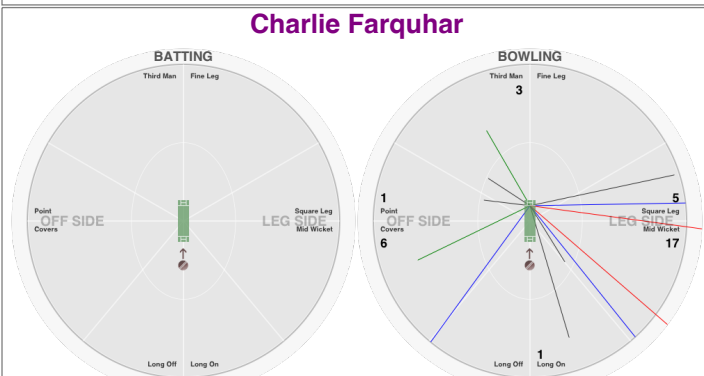 Charlie Farquhar
BATTING
Third Man Fine Leg
Point
OFF SIDE
Covers
Square Leg
LEG SIDE
Mid Wicket
Long Off Long On
BOWLING
Third Man Fine Leg
3
1
Point
OFF SIDE
Covers
6
5
Square Leg
LEG SIDE
Mid Wicket
17
1
Long Off Long On